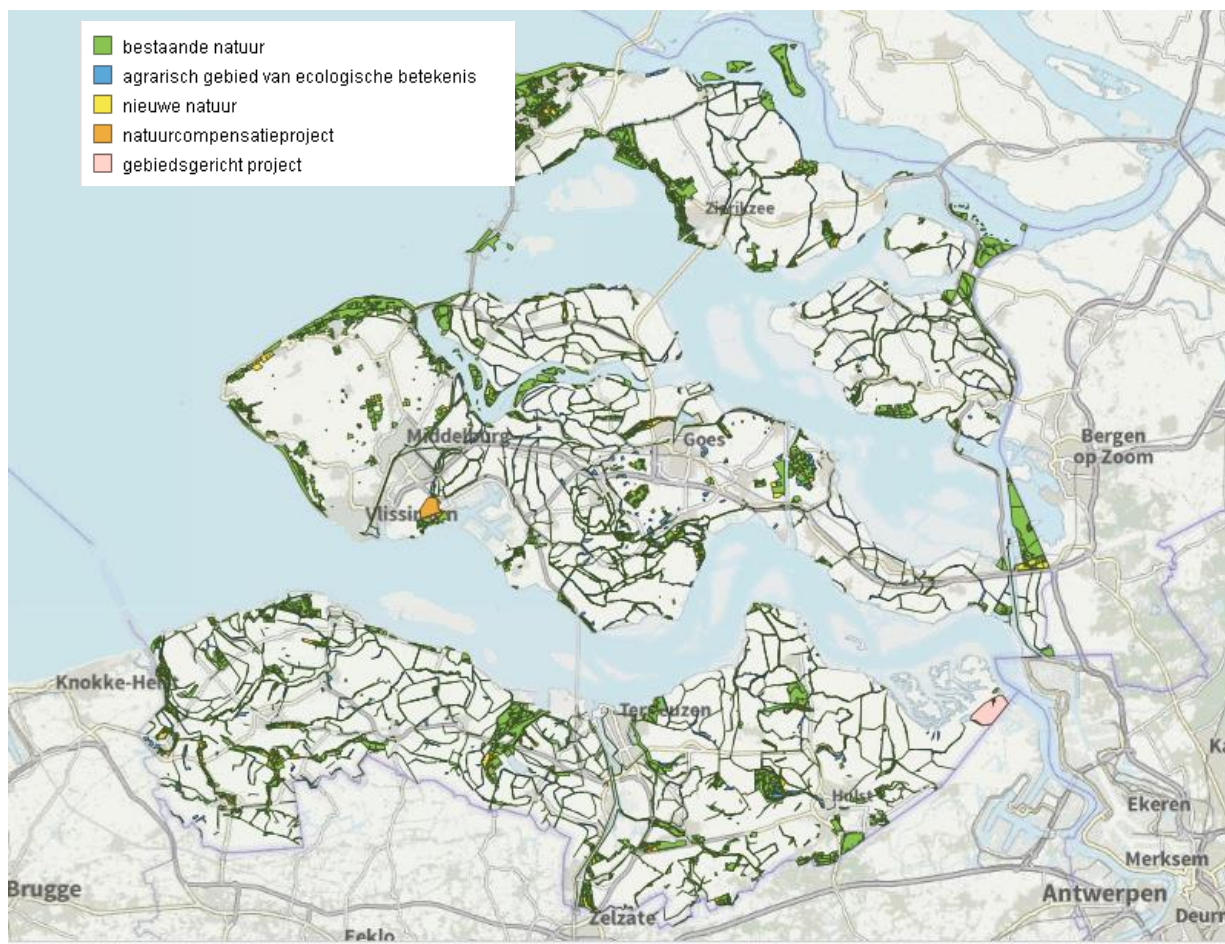 bestaande natuur
agrarisch gebied van ecologische betekenis
nieuwe natuur
natuurcompensatieproject
gebiedsgericht project
Zierikzee
Middelburg
Goes
Bergen
op Zoom
Vlissingen
Knokke-Heist
Terneuzen
Hulst
Ekeren
Merksem
Brugge
Antwerpen
Zelzate
Deurn
Eeklo